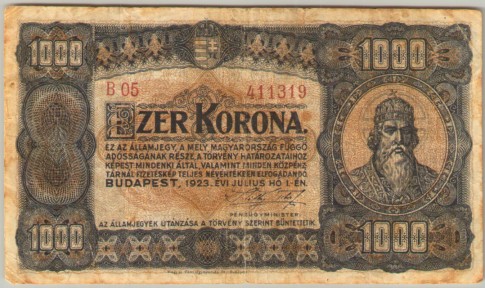 1000 1000
B 05 411319
EZER KORONA.
EZ AZ ÁLLAMJEGY, A MELY MAGYARORSZÁG FÜGGŐ
ADÓSSÁGÁNAK RÉSZE, A TÖRVÉNY HATÁROZATAIHOZ
KÉPEST MINDENKI ÁLTAL, VALAMINT MINDEN KÖZPÉNZ-
TÁRNÁL FIZETÉSKÉP TELJES NÉVÉRTÉKBEN ELFOGADANDÓ.
BUDAPEST, 1923. ÉVI JÚLIUS HÓ 1-ÉN.
PÉNZÜGYMINISTER.
AZ ÁLLAMJEGYEK UTÁNZÁSA A TÖRVÉNY SZERINT BÜNTETTETIK.
1000 1000